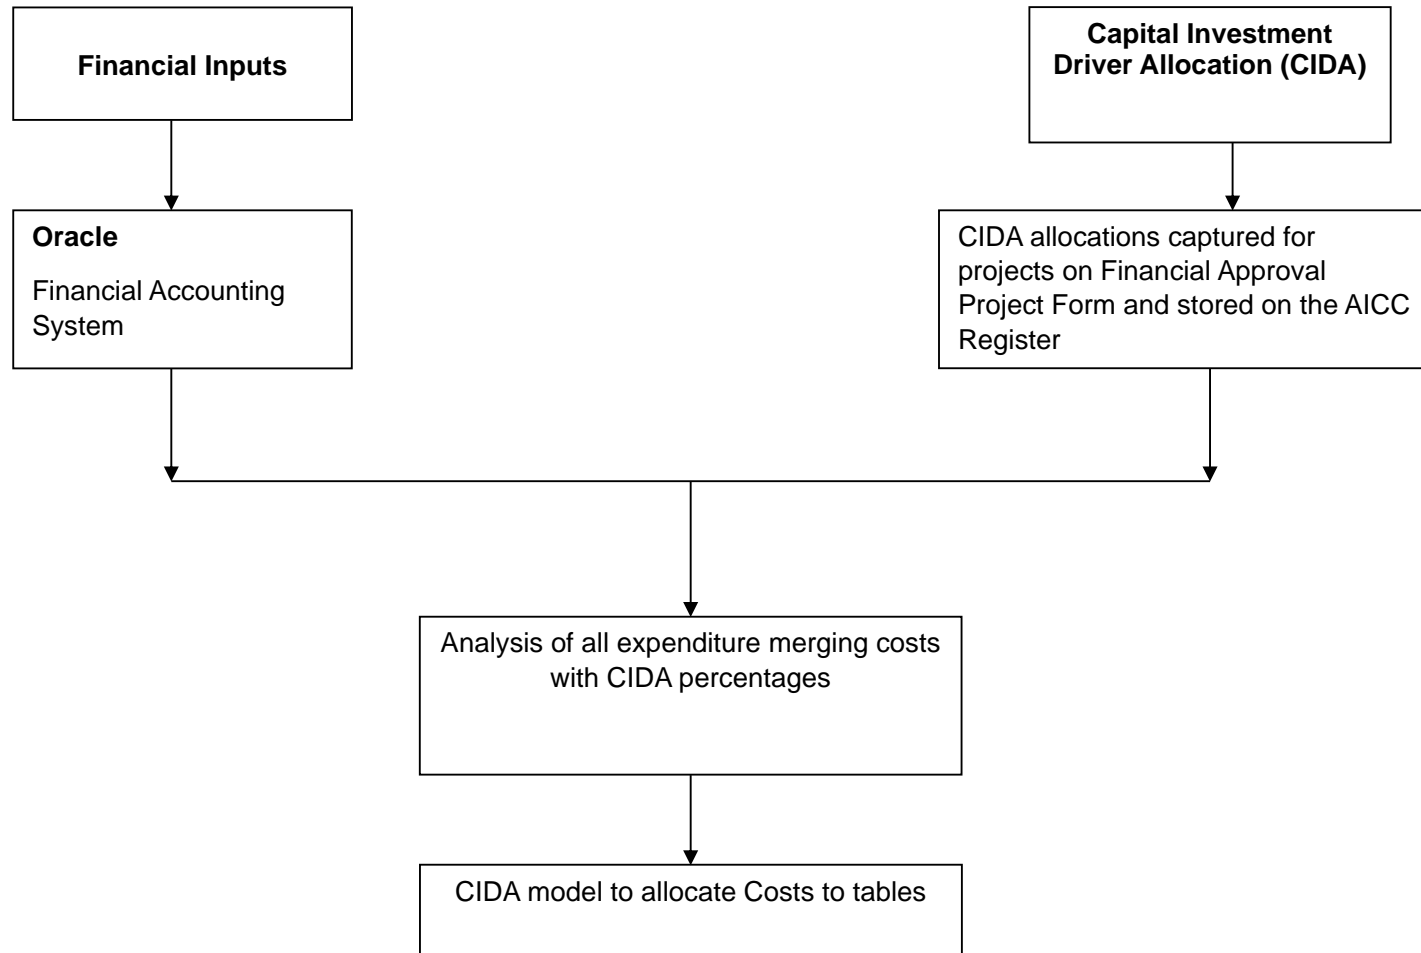 Financial Inputs
Capital Investment
Driver Allocation (CIDA)
Oracle
Financial Accounting
System
CIDA allocations captured for
projects on Financial Approval
Project Form and stored on the AICC
Register
Analysis of all expenditure merging costs
with CIDA percentages
CIDA model to allocate Costs to tables